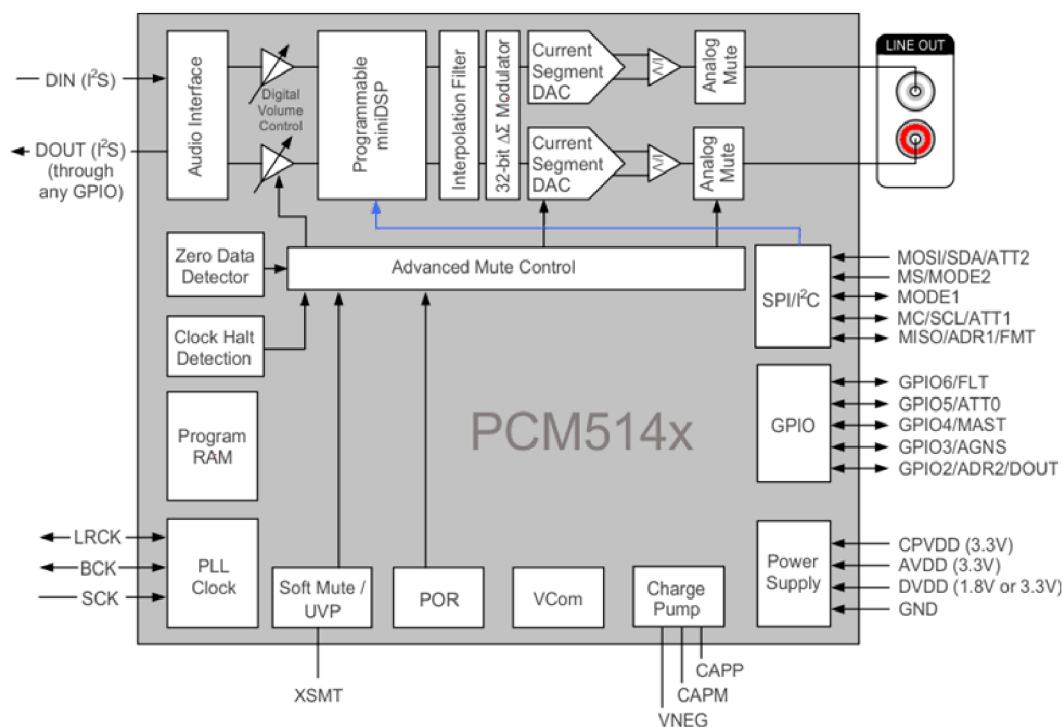 DIN (I²S)
DOUT (I²S)
(through
any GPIO)
Audio Interface
Digital
Volume
Control
Programmable
miniDSP
Interpolation Filter
32-bit ΔΣ Modulator
Current
Segment
DAC
Current
Segment
DAC
Analog
Mute
Analog
Mute
LINE OUT
Zero Data
Detector
Advanced Mute Control
Clock Halt
Detection
SPI/I²C
MOSI/SDA/ATT2
MS/MODE2
MODE1
MC/SCL/ATT1
MISO/ADR1/FMT
Program
RAM
PCM514x
GPIO
GPIO6/FLT
GPIO5/ATT0
GPIO4/MAST
GPIO3/AGNS
GPIO2/ADR2/DOUT
LRCK
BCK
SCK
PLL
Clock
Soft Mute /
UVP
POR
VCom
Charge
Pump
Power
Supply
CPVDD (3.3V)
AVDD (3.3V)
DVDD (1.8V or 3.3V)
GND
XSMT
CAPP
CAPM
VNEG